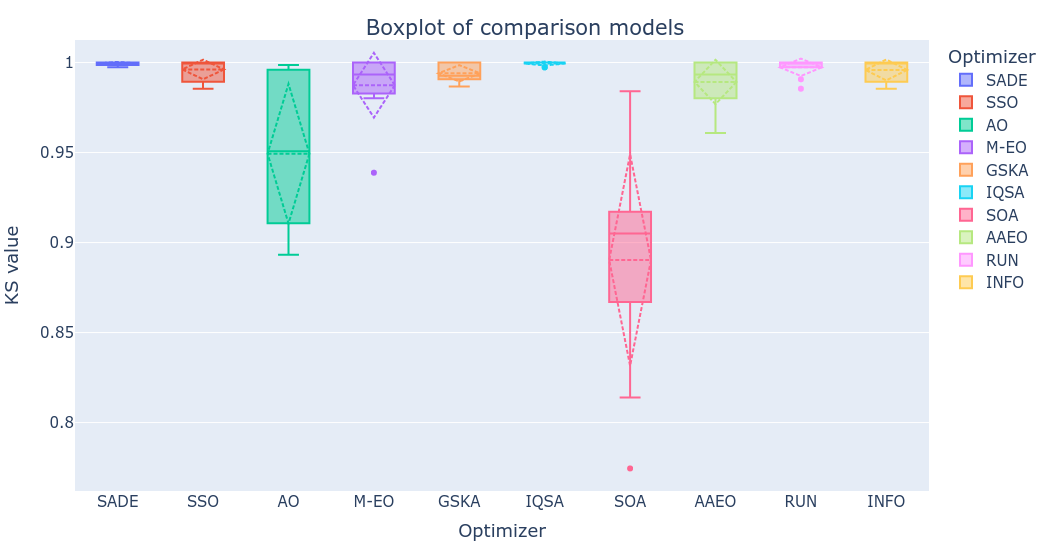 Boxplot of comparison models
KS value
1
0.95
0.9
0.85
0.8
SADE
SSO
AO
M-EO
GSKA
IQSA
SOA
AAEO
RUN
INFO
Optimizer
Optimizer
SADE
SSO
AO
M-EO
GSKA
IQSA
SOA
AAEO
RUN
INFO